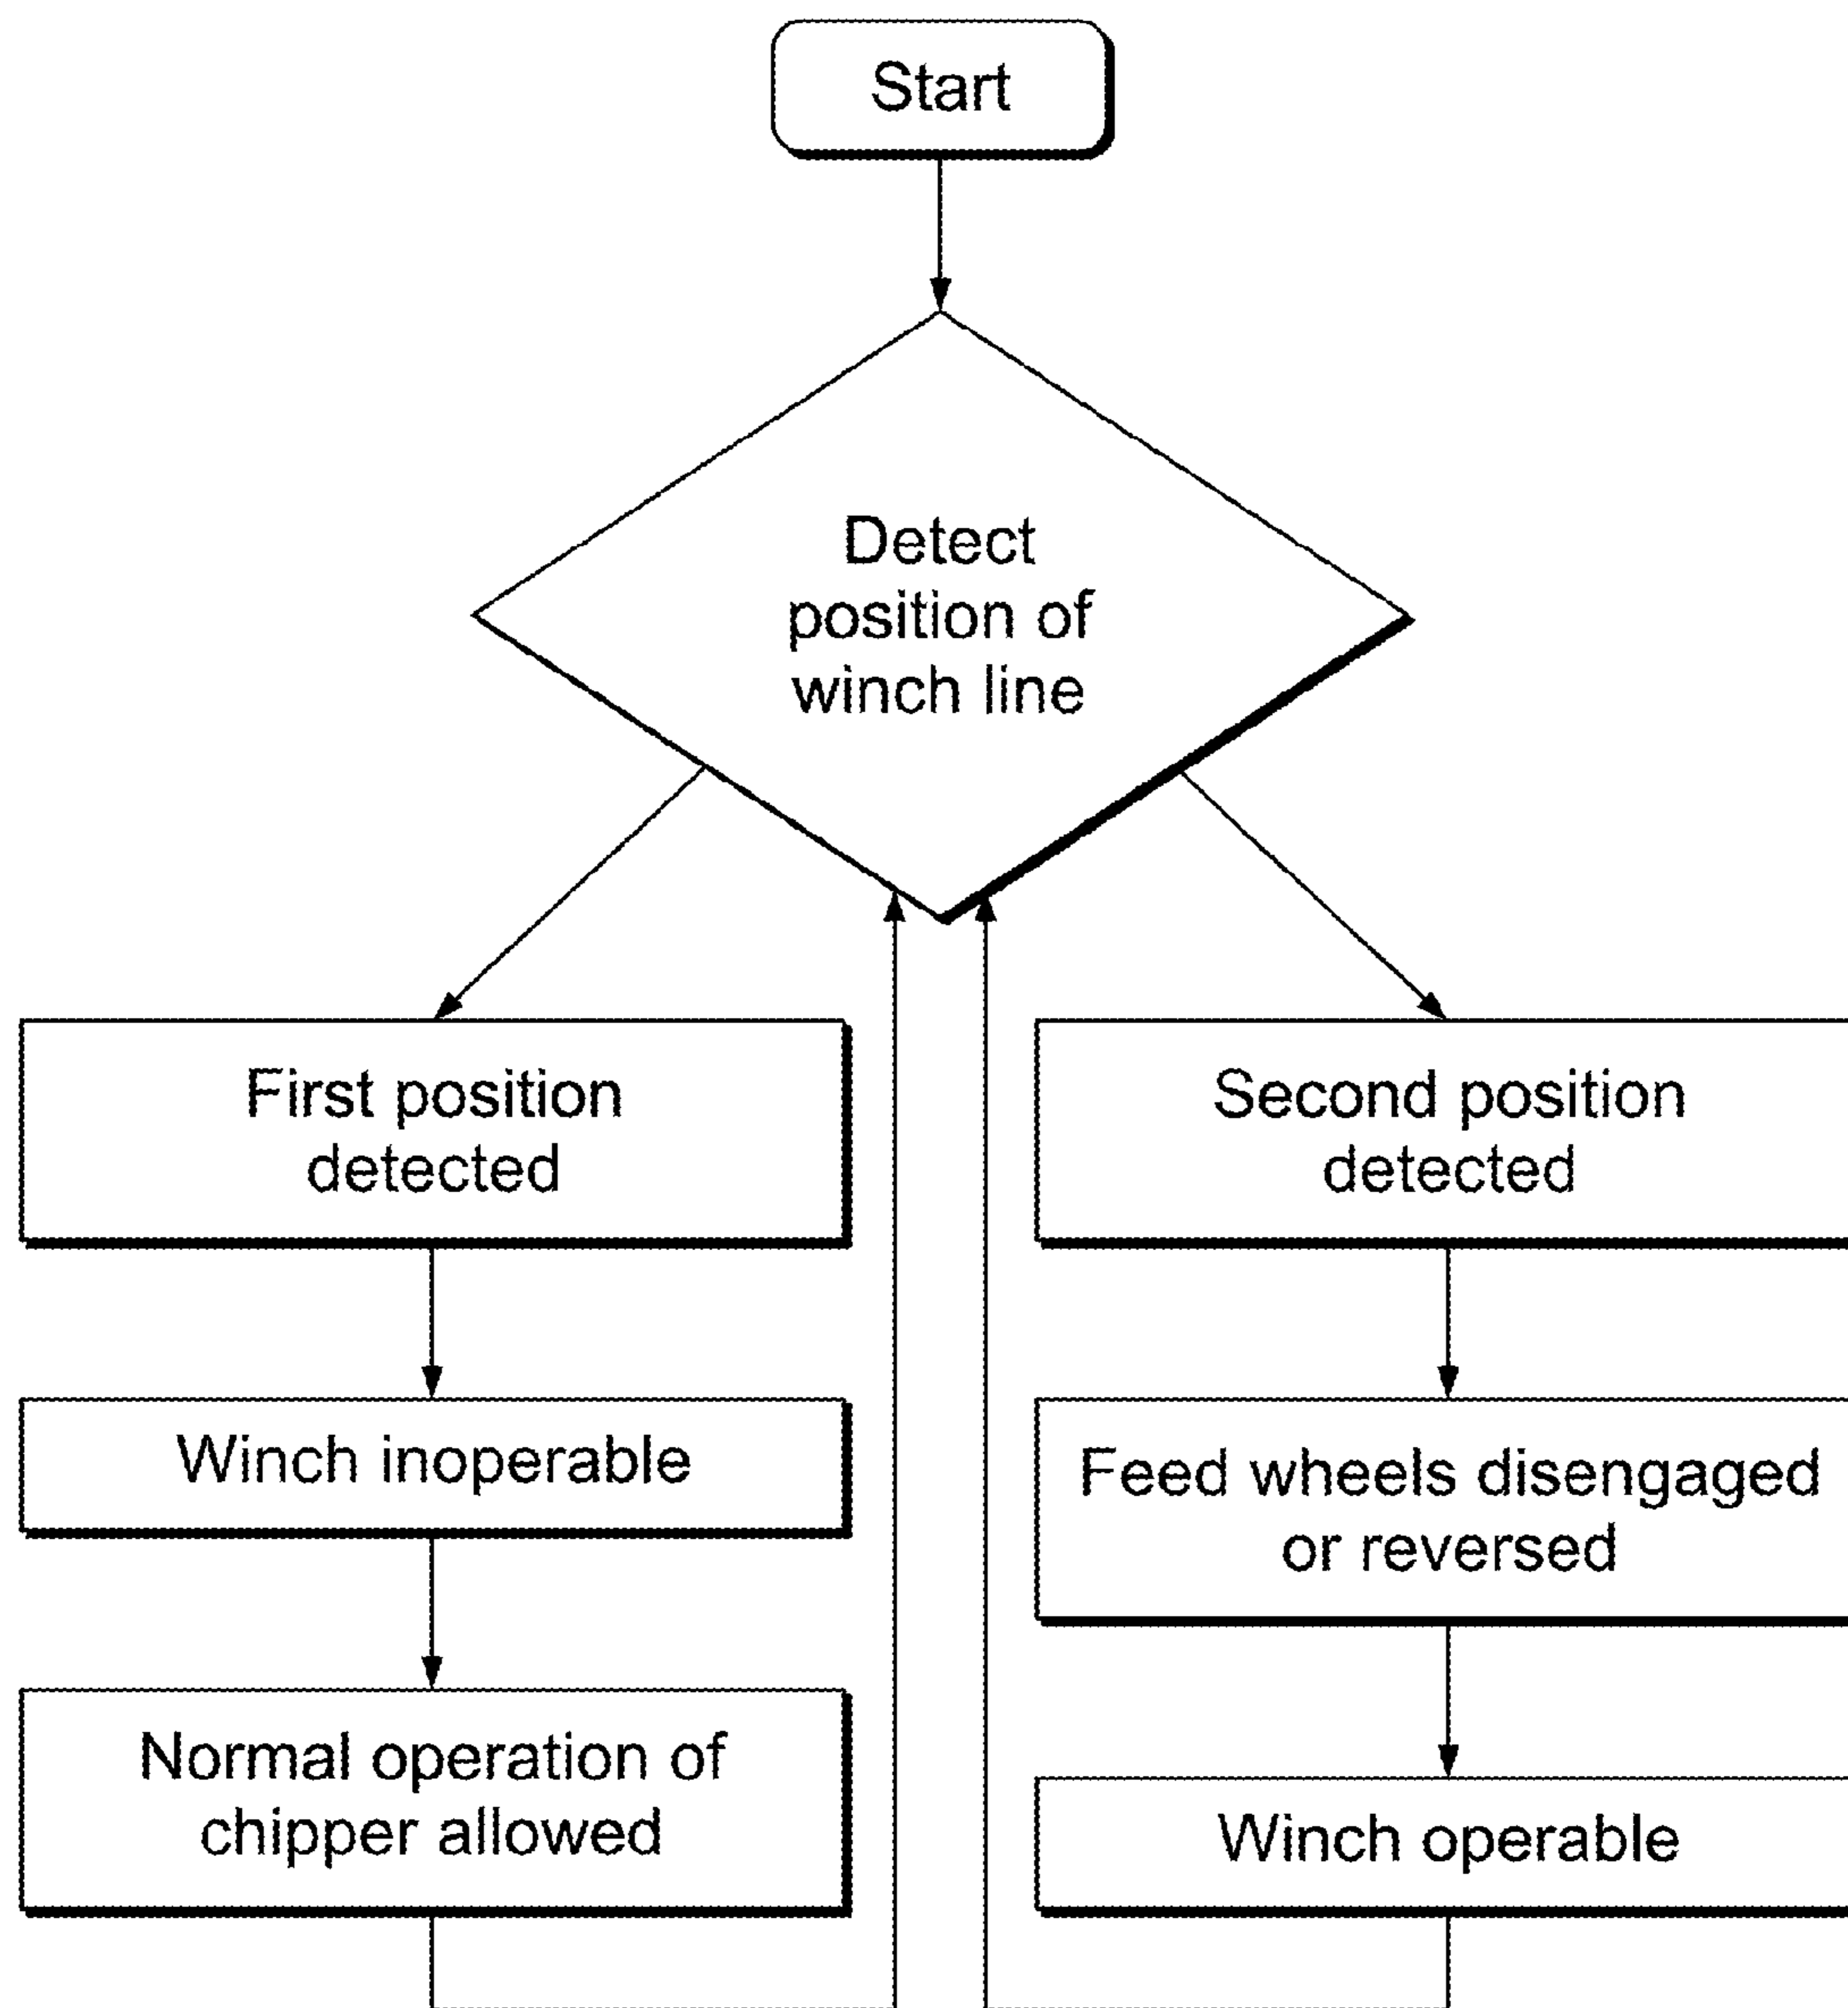 Start
Detect
position of
winch line
First position
detected
Second position
detected
Winch inoperable
Feed wheels disengaged
or reversed
Normal operation of
chipper allowed
Winch operable